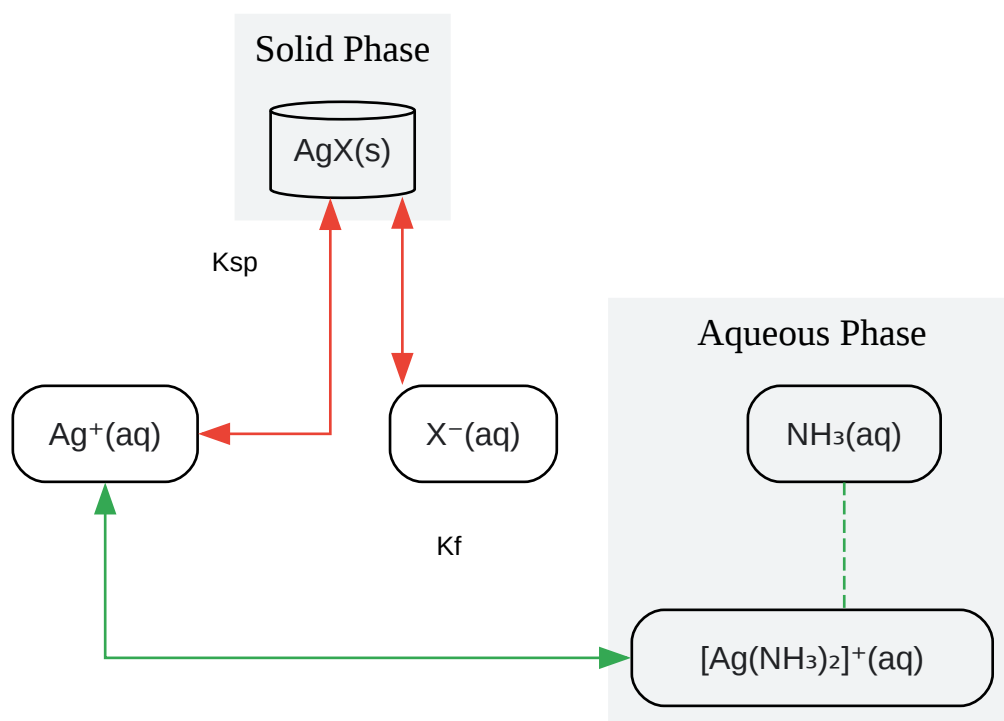 Solid Phase
AgX(s)
Ksp
Aqueous Phase
Ag⁺(aq)
X⁻(aq)
NH₃(aq)
Kf
[Ag(NH₃)₂]⁺(aq)